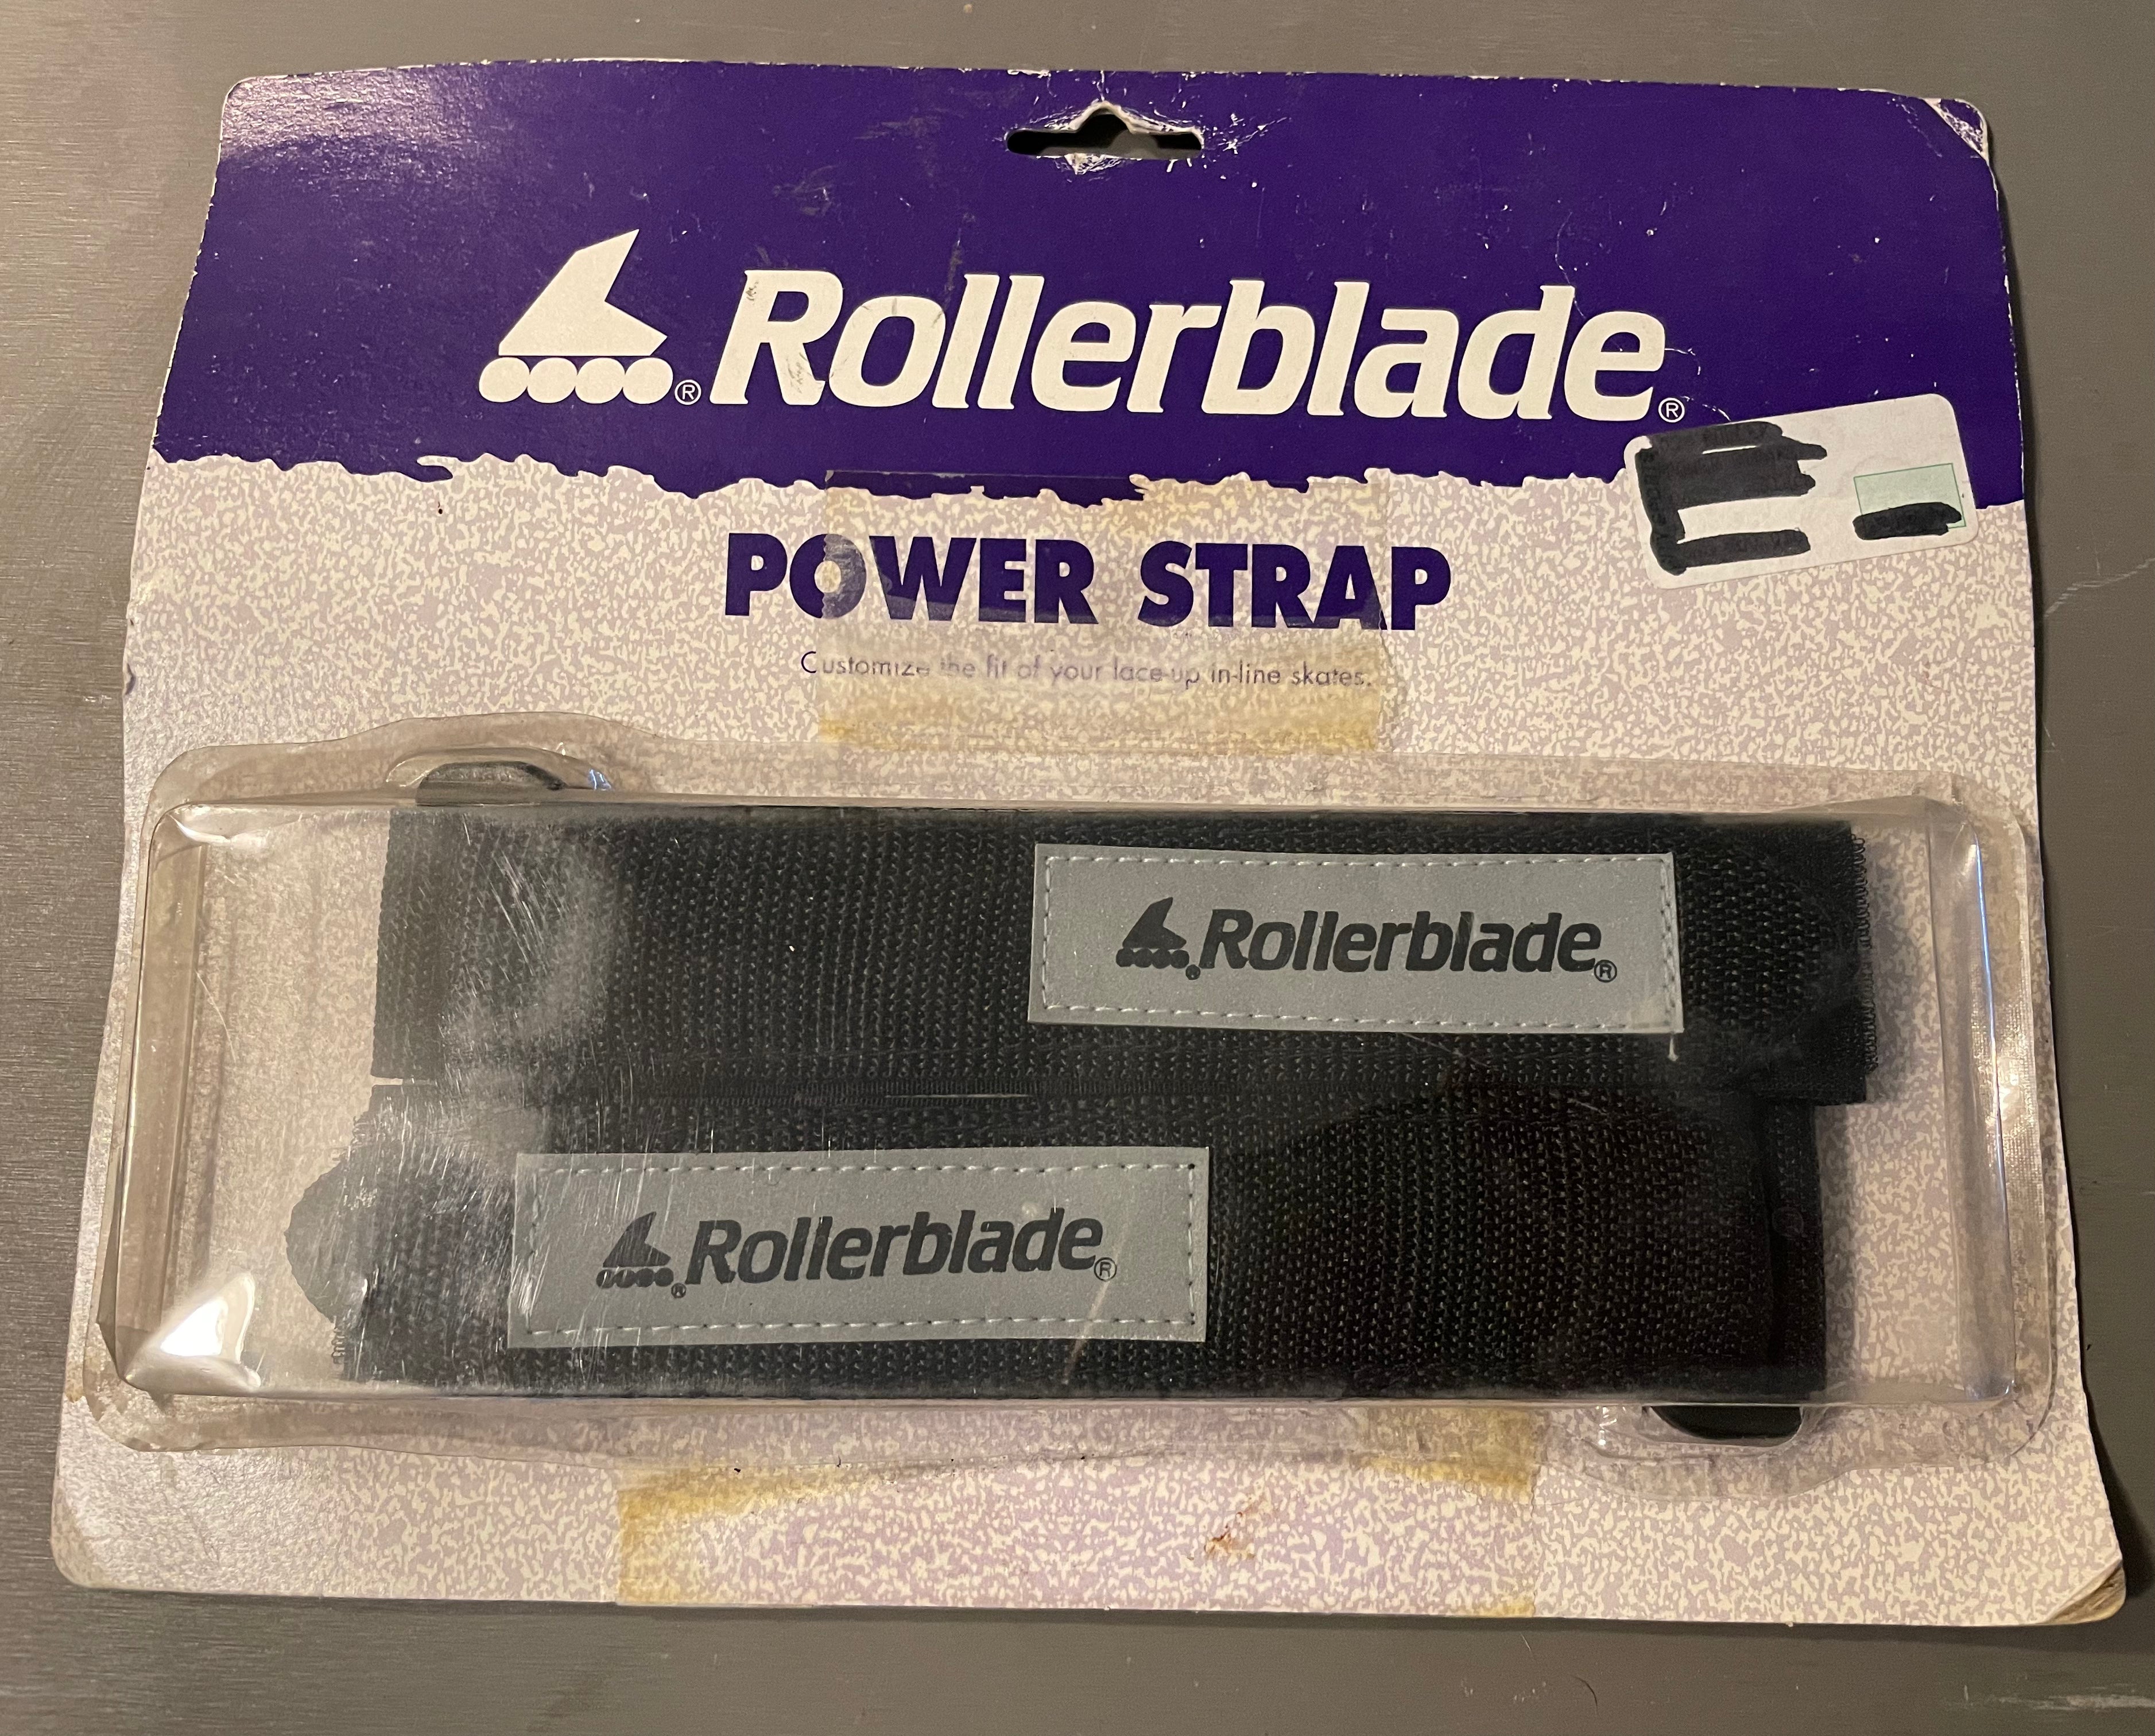 ® Rollerblade®
POWER STRAP
Customize the fit of your lace-up in-line skates.
® Rollerblade®
® Rollerblade®